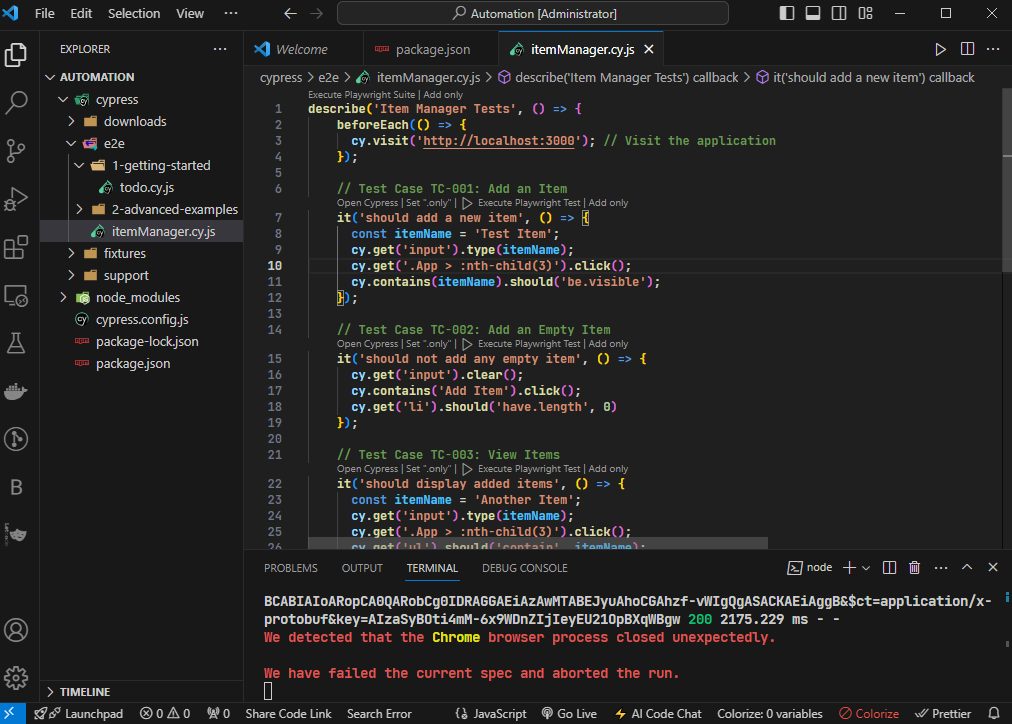 File Edit Selection View ··· Automation [Administrator]
EXPLORER ···
AUTOMATION
cypress
downloads
e2e
1-getting-started
todo.cy.js
2-advanced-examples
itemManager.cy.js
fixtures
support
node_modules
cypress.config.js
package-lock.json
package.json
TIMELINE
Welcome package.json itemManager.cy.js
cypress > e2e > itemManager.cy.js > describe('Item Manager Tests') callback > it('should add a new item') callback
Execute Playwright Suite | Add only
1 describe('Item Manager Tests', () => {
2 beforeEach(() => {
3 cy.visit('http://localhost:3000'); // Visit the application
4 });
5
6 // Test Case TC-001: Add an Item
Open Cypress | Set ".only" | Execute Playwright Test | Add only
7 it('should add a new item', () => {
8 const itemName = 'Test Item';
9 cy.get('input').type(itemName);
10 cy.get('.App > :nth-child(3)').click();
11 cy.contains(itemName).should('be.visible');
12 });
13
14 // Test Case TC-002: Add an Empty Item
Open Cypress | Set ".only" | Execute Playwright Test | Add only
15 it('should not add any empty item', () => {
16 cy.get('input').clear();
17 cy.contains('Add Item').click();
18 cy.get('li').should('have.length', 0)
19 });
20
21 // Test Case TC-003: View Items
Open Cypress | Set ".only" | Execute Playwright Test | Add only
22 it('should display added items', () => {
23 const itemName = 'Another Item';
24 cy.get('input').type(itemName);
25 cy.get('.App > :nth-child(3)').click();
26 cy.get('ul').should('contain', itemName);
PROBLEMS OUTPUT TERMINAL DEBUG CONSOLE node
BCABIAIoARopCA0QARobCg0IDRAGGAEiAzAwMTABEJyuAhoCGAhzf-vWIgQgASACKAEiAggB&$ct=application/x-
protobuf&key=AIzaSyBOti4mM-6x9WDnZIjIeyEU21OpBXqWBgw 200 2175.229 ms - -
We detected that the Chrome browser process closed unexpectedly.
We have failed the current spec and aborted the run.
Launchpad 0 0 0 Share Code Link Search Error JavaScript Go Live AI Code Chat Colorize: 0 variables Colorize Prettier